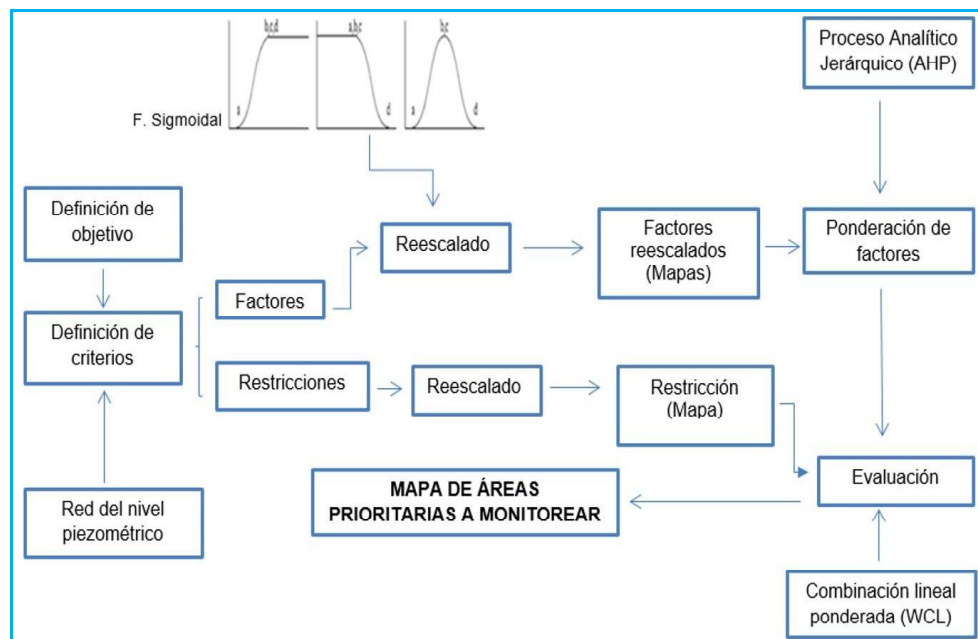 b,c,d
a,b,c
b,c
a
d
a
d
F. Sigmoidal
Proceso Analítico
Jerárquico (AHP)
Definición de
objetivo
Reescalado
Factores
reescalados
(Mapas)
Ponderación de
factores
Factores
Definición de
criterios
Restricciones
Reescalado
Restricción
(Mapa)
Evaluación
MAPA DE ÁREAS
PRIORITARIAS A MONITOREAR
Red del nivel
piezométrico
Combinación lineal
ponderada (WCL)